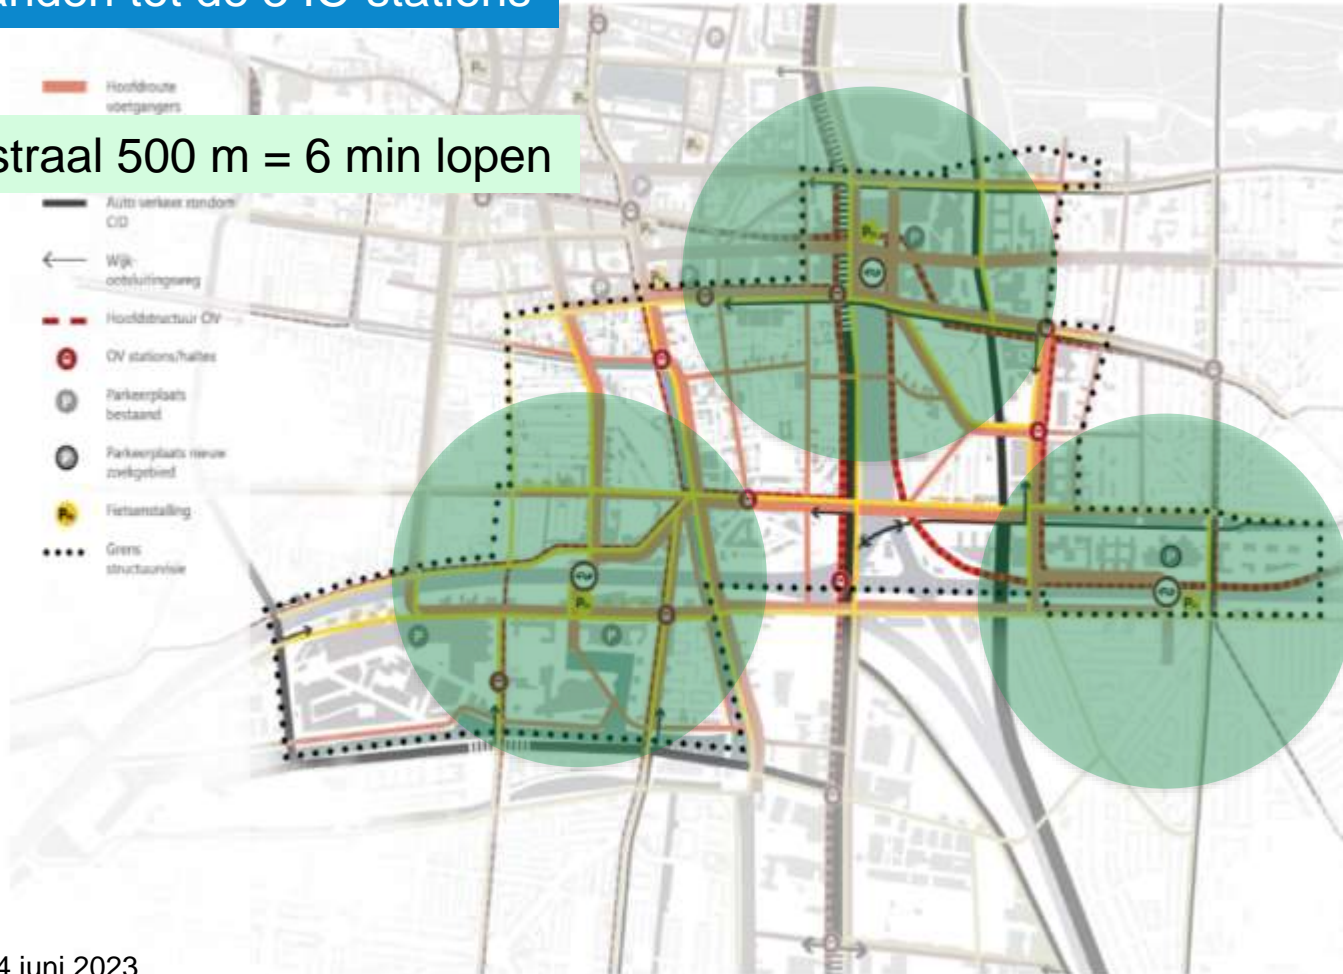 anden tot de 3 IC-stations
Hoofdroute
voetgangers
straal 500 m = 6 min lopen
Auto verkeer rondom
CID
Wijk-
ontsluitingsweg
Hoofdstructuur OV
OV stations/haltes
Parkeerplaats
bestaand
Parkeerplaats nieuw
zoekgebied
Fietsenstalling
Grens
structuurvisie
4 juni 2023